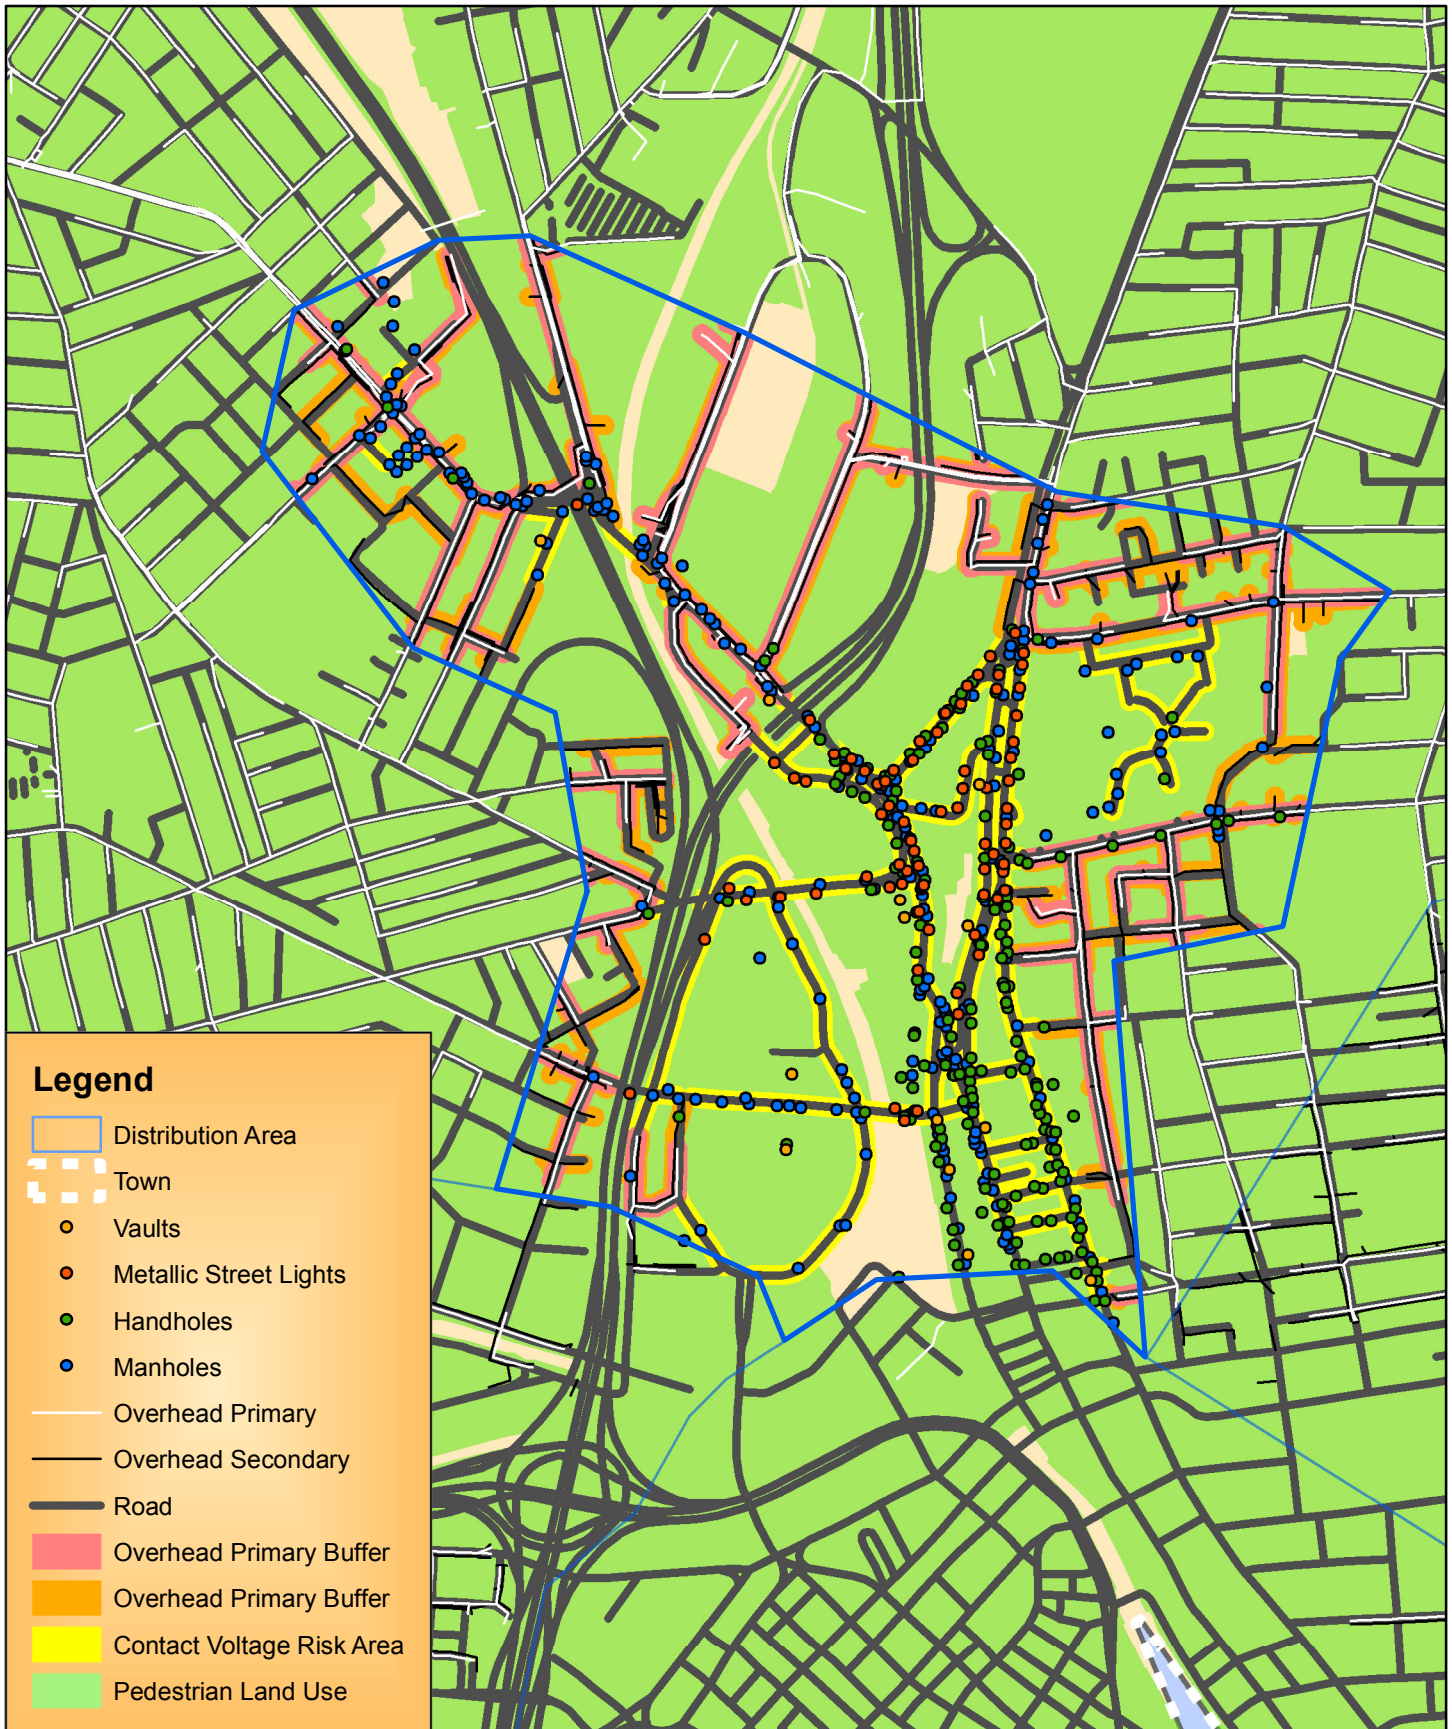 Legend
Distribution Area
Town
Vaults
Metallic Street Lights
Handholes
Manholes
Overhead Primary
Overhead Secondary
Road
Overhead Primary Buffer
Overhead Primary Buffer
Contact Voltage Risk Area
Pedestrian Land Use